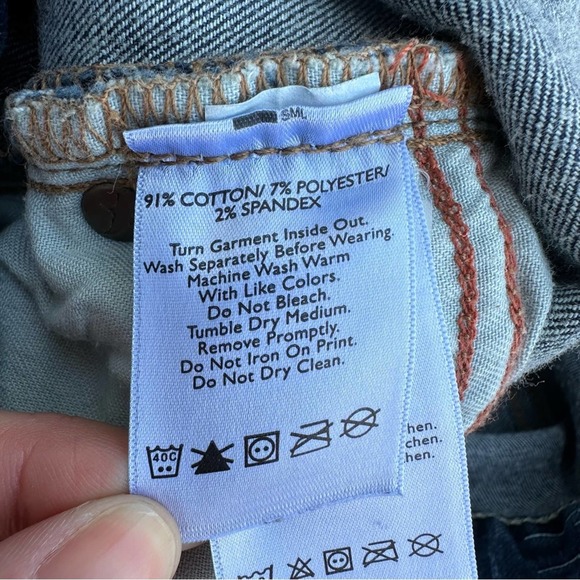 SML
91% COTTON/ 7% POLYESTER/
2% SPANDEX
Turn Garment Inside Out.
Wash Separately Before Wearing.
Machine Wash Warm
With Like Colors.
Do Not Bleach.
Tumble Dry Medium.
Remove Promptly.
Do Not Iron On Print.
Do Not Dry Clean.
40C
hen.
chen.
hen.